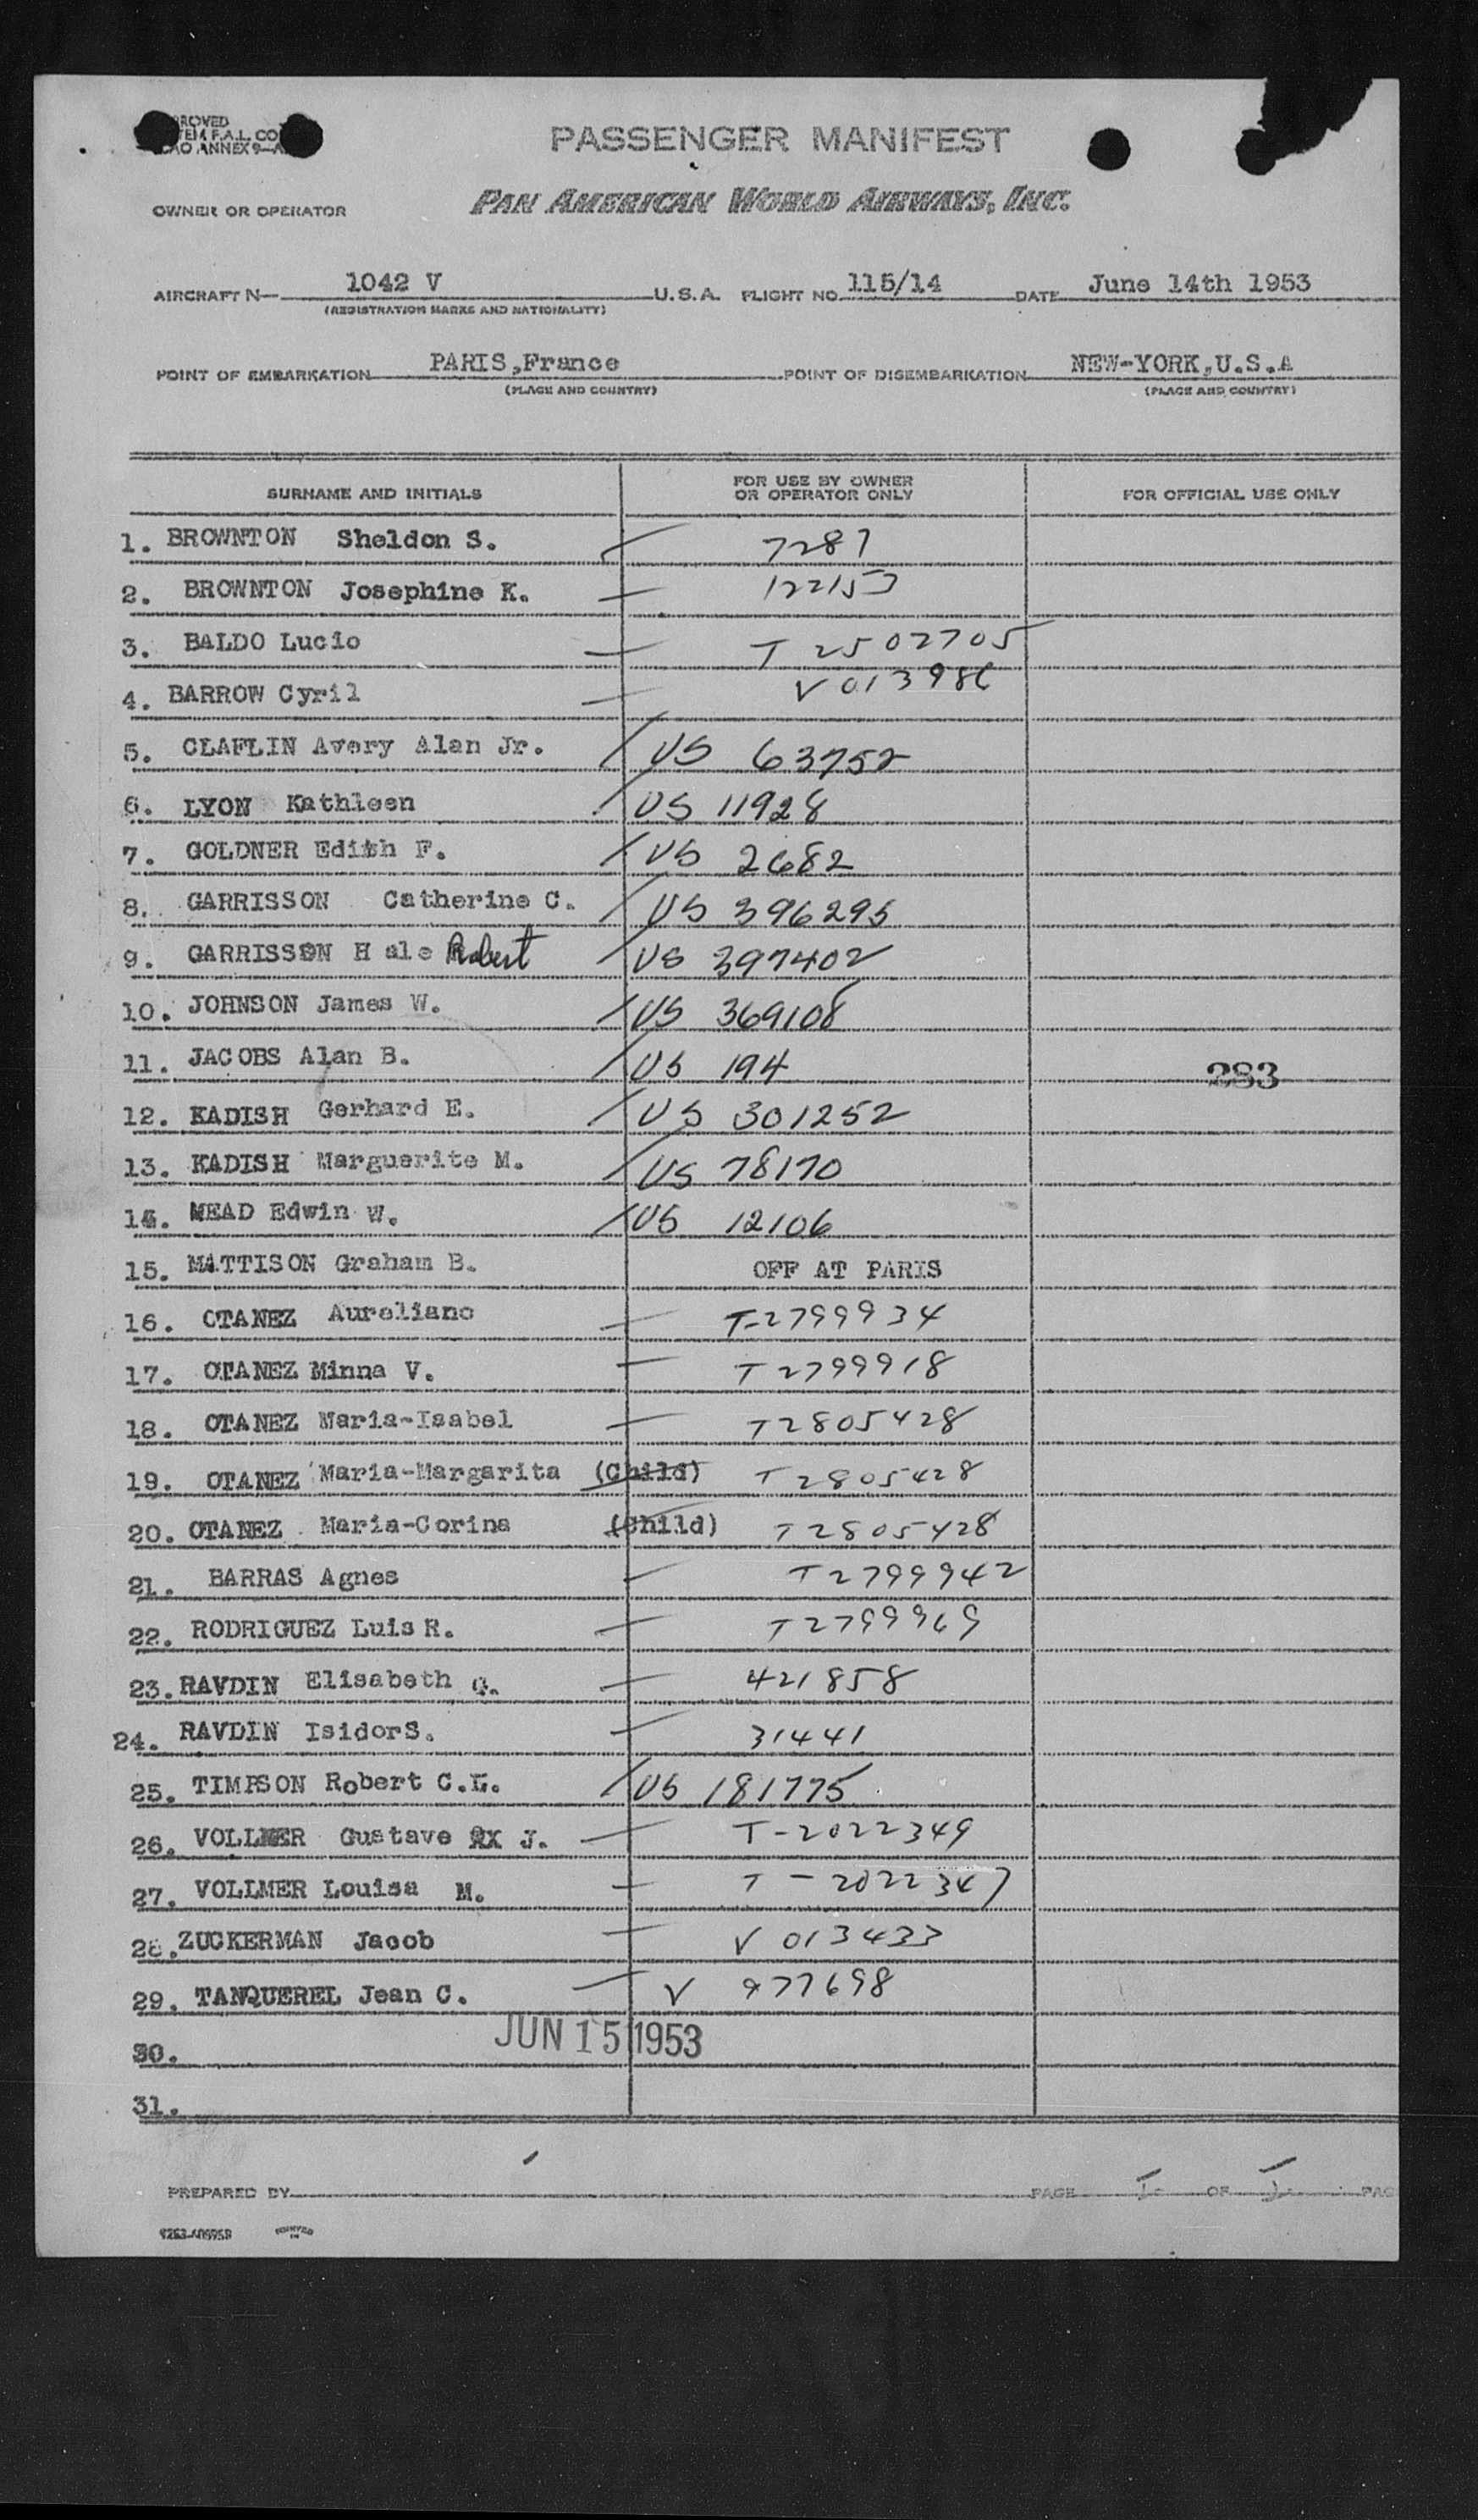 PASSENGER MANIFEST
OWNER OR OPERATOR PAN AMERICAN WORLD AIRWAYS, INC.
AIRCRAFT N— 1042 V U.S.A. FLIGHT NO. 115/14 DATE June 14th 1953
(REGISTRATION MARKS AND NATIONALITY)
POINT OF EMBARKATION PARIS,France POINT OF DISEMBARKATION NEW-YORK,U.S.A
(PLACE AND COUNTRY) (PLACE AND COUNTRY)
SURNAME AND INITIALS FOR USE BY OWNER OR OPERATOR ONLY FOR OFFICIAL USE ONLY
1. BROWNTON Sheldon S. 7287
2. BROWNTON Josephine K. 122153
3. BALDO Lucio T 2502705
4. BARROW Cyril V 013986
5. CLAFLIN Avery Alan Jr. US 63752
6. LYON Kathleen US 11928
7. GOLDNER Edith F. US 2682
8. GARRISSON Catherine C. US 396295
9. GARRISSON H ale Robert US 397402
10. JOHNSON James W. US 369108
11. JACOBS Alan B. US 194 283
12. KADISH Gerhard E. US 301252
13. KADISH Marguerite M. US 78170
14. MEAD Edwin W. US 12106
15. MATTISON Graham B. OFF AT PARIS
16. OTANEZ Aureliano T-2799934
17. OTANEZ Minna V. T 2799918
18. OTANEZ Maria-Isabel T2805428
19. OTANEZ Maria-Margarita (Child) T 2805428
20. OTANEZ Maria-Corina (Child) T2805428
21. BARRAS Agnes T2799942
22. RODRIGUEZ Luis R. T2799969
23. RAVDIN Elisabeth G. 421858
24. RAVDIN Isidor S. 31441
25. TIMPSON Robert C.L. US 181775
26. VOLLMER Gustave J. T-2022349
27. VOLLMER Louisa M. T-2022347
28. ZUCKERMAN Jacob V 013433
29. TANQUEREL Jean C. V 977698
30. JUN 15 1953
31.
PREPARED BY PAGE OF